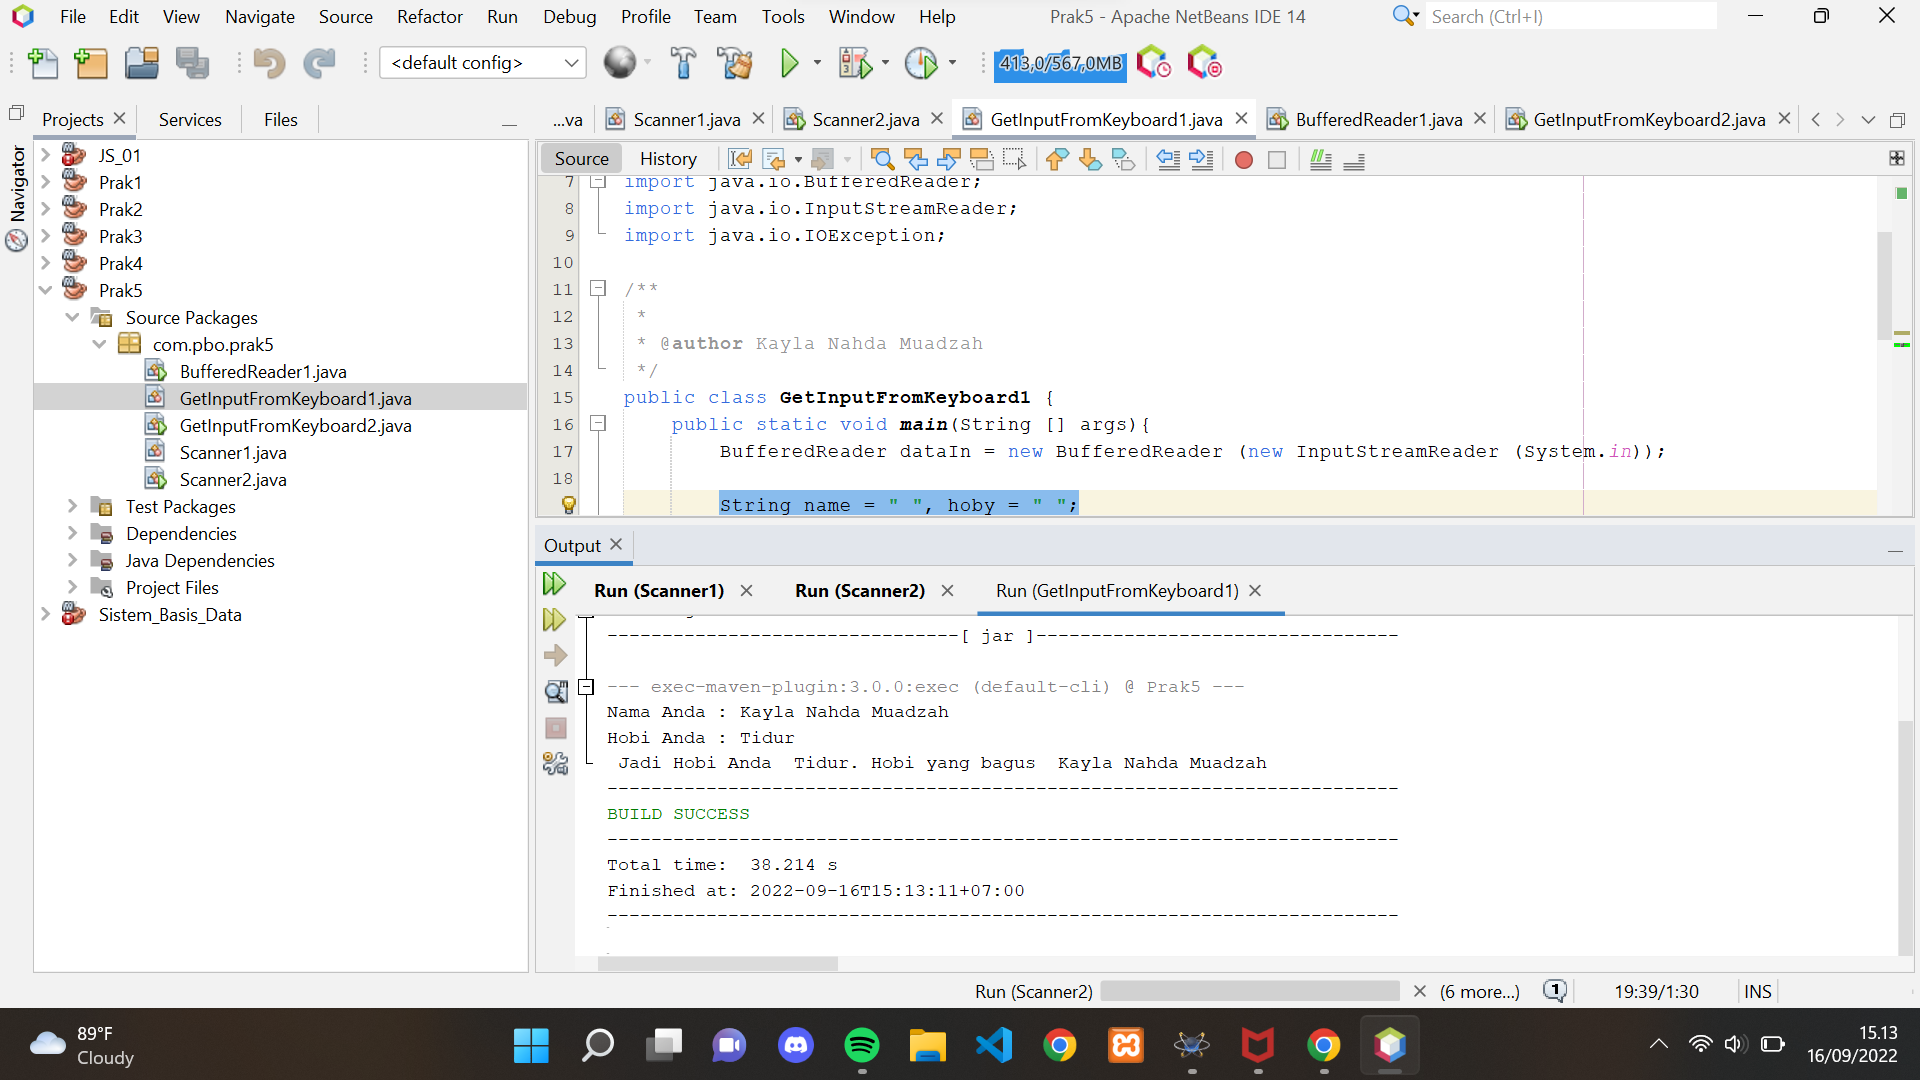 File Edit View Navigate Source Refactor Run Debug Profile Team Tools Window Help
Prak5 - Apache NetBeans IDE 14
Search (Ctrl+I)
<default config>
413,0/567,0MB
Projects Services Files
...va Scanner1.java Scanner2.java GetInputFromKeyboard1.java BufferedReader1.java GetInputFromKeyboard2.java
Navigator
JS_01
Prak1
Prak2
Prak3
Prak4
Prak5
Source Packages
com.pbo.prak5
BufferedReader1.java
GetInputFromKeyboard1.java
GetInputFromKeyboard2.java
Scanner1.java
Scanner2.java
Test Packages
Dependencies
Java Dependencies
Project Files
Sistem_Basis_Data
Source History
7 import java.io.BufferedReader;
8 import java.io.InputStreamReader;
9 import java.io.IOException;
10
11 /**
12 *
13 * @author Kayla Nahda Muadzah
14 */
15 public class GetInputFromKeyboard1 {
16 public static void main(String [] args){
17 BufferedReader dataIn = new BufferedReader (new InputStreamReader (System.in));
18
String name = " ", hoby = " ";
Output
Run (Scanner1) Run (Scanner2) Run (GetInputFromKeyboard1)
--------------------------------[ jar ]---------------------------------
--- exec-maven-plugin:3.0.0:exec (default-cli) @ Prak5 ---
Nama Anda : Kayla Nahda Muadzah
Hobi Anda : Tidur
Jadi Hobi Anda  Tidur. Hobi yang bagus  Kayla Nahda Muadzah
------------------------------------------------------------------------
BUILD SUCCESS
------------------------------------------------------------------------
Total time:  38.214 s
Finished at: 2022-09-16T15:13:11+07:00
------------------------------------------------------------------------
Run (Scanner2) (6 more...) 1 19:39/1:30 INS
89°F
Cloudy
15.13
16/09/2022